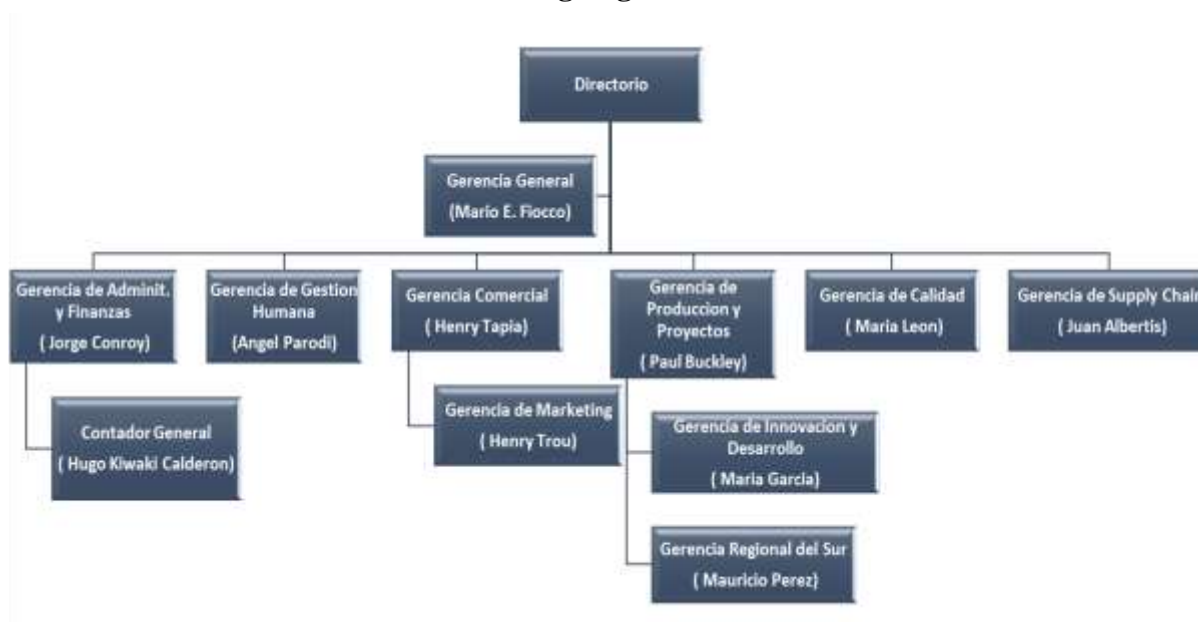 Directorio
Gerencia General
(Mario E. Fiocco)
Gerencia de Adminit.
y Finanzas
( Jorge Conroy)
Gerencia de Gestion
Humana
(Angel Parodi)
Gerencia Comercial
( Henry Tapia)
Gerencia de
Produccion y
Proyectos
( Paul Buckley)
Gerencia de Calidad
( Maria Leon)
Gerencia de Supply Chain
( Juan Albertis)
Contador General
( Hugo Kiwaki Calderon)
Gerencia de Marketing
( Henry Trou)
Gerencia de Innovacion y
Desarrollo
( Maria Garcia)
Gerencia Regional del Sur
( Mauricio Perez)